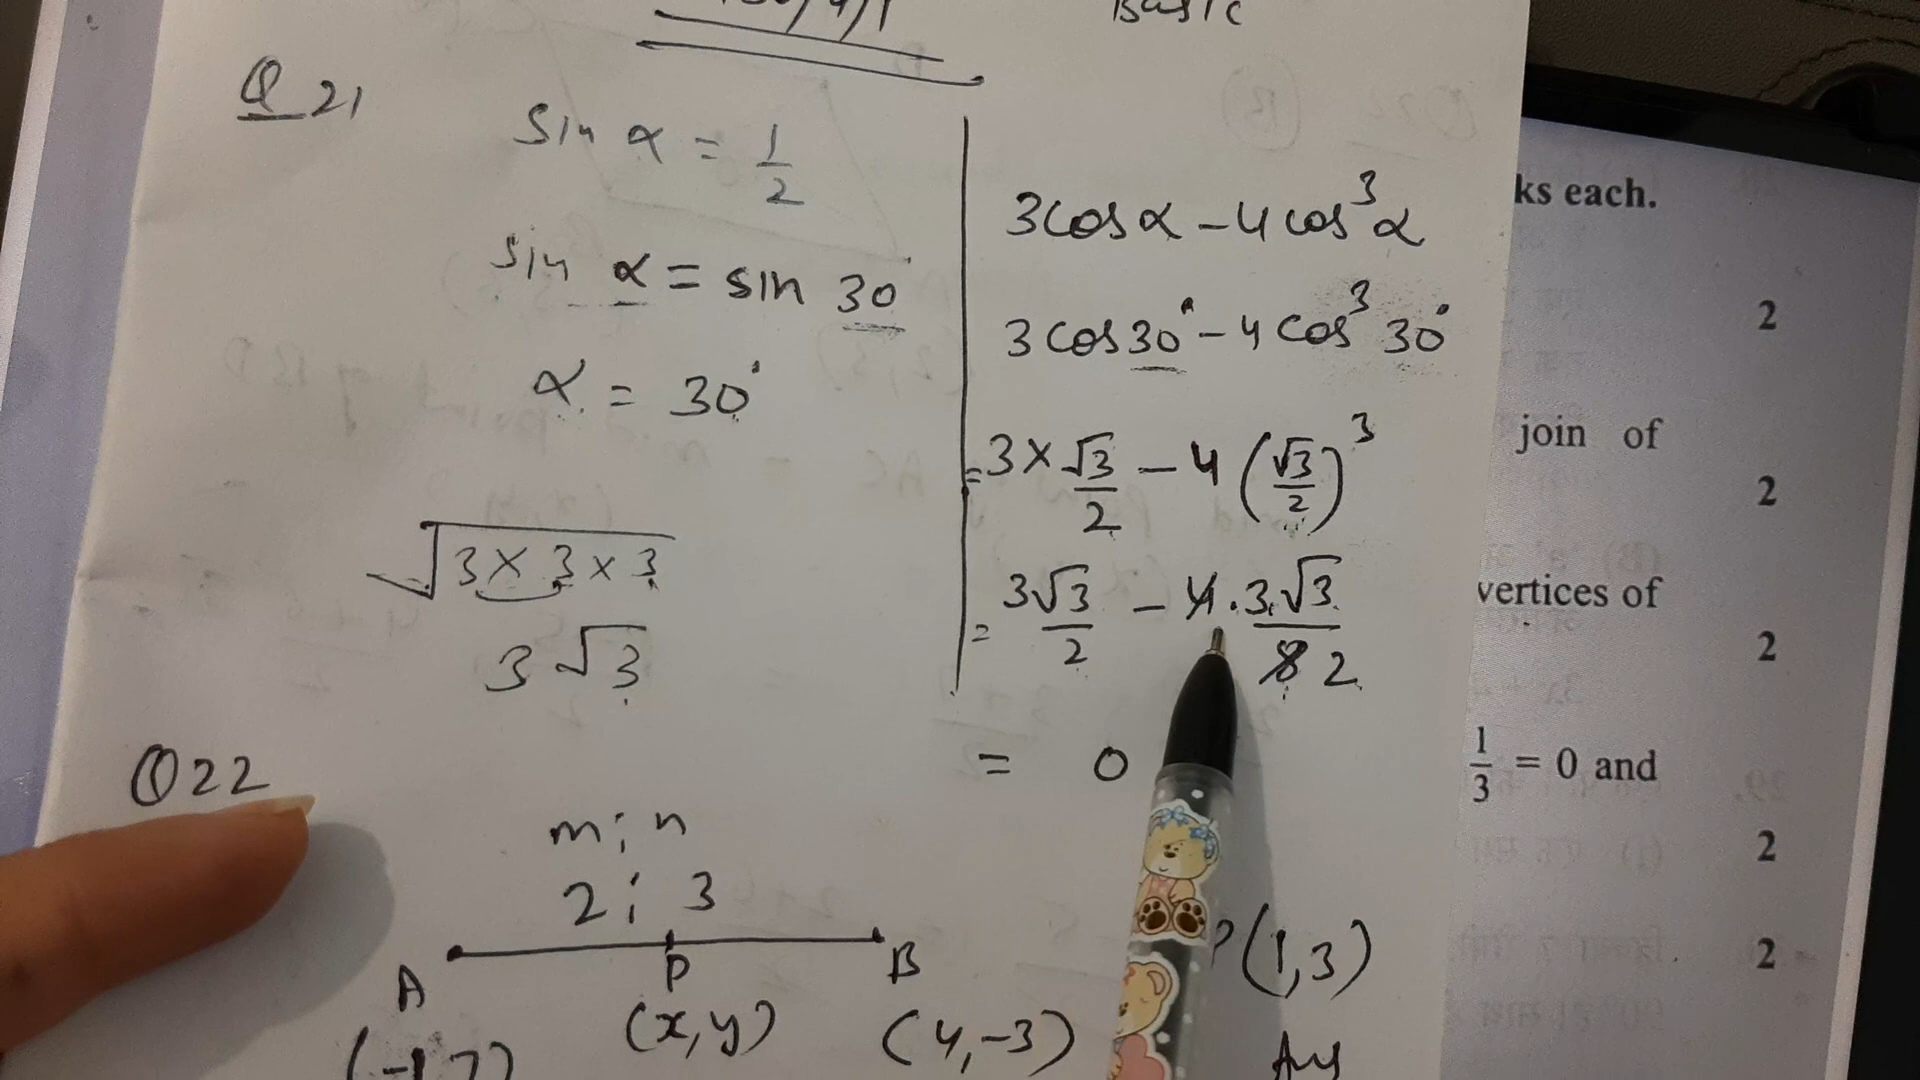 Basic
Q 21
sin α = 1/2
sin α = sin 30°
α = 30°
√3×3×3
3√3
3cosα - 4cos³α
3cos30° - 4cos³30°
= 3×√3/2 - 4(√3/2)³
= 3√3/2 - 4.3√3/8 2
= 0
Q22
m : n
2 : 3
A P B
(x,y) (4,-3)
P(1,3)
Ans
ks each.
2
join of
2
vertices of
2
1/3 = 0 and
2
2